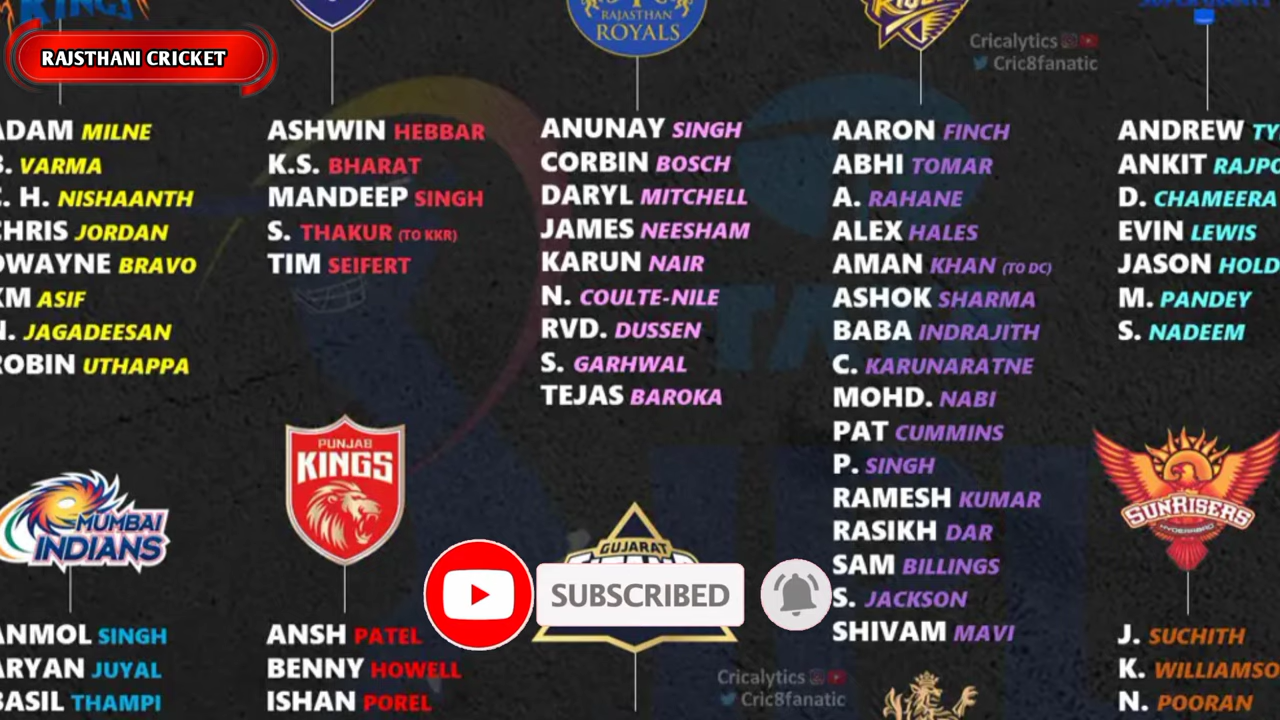 RAJSTHANI CRICKET
RAJASTHAN
ROYALS
Cricalytics
Cric8fanatic
ADAM MILNE
B. VARMA
C. H. NISHAANTH
CHRIS JORDAN
DWAYNE BRAVO
KM ASIF
N. JAGADEESAN
ROBIN UTHAPPA
ASHWIN HEBBAR
K.S. BHARAT
MANDEEP SINGH
S. THAKUR (TO KKR)
TIM SEIFERT
ANUNAY SINGH
CORBIN BOSCH
DARYL MITCHELL
JAMES NEESHAM
KARUN NAIR
N. COULTE-NILE
RVD. DUSSEN
S. GARHWAL
TEJAS BAROKA
AARON FINCH
ABHI TOMAR
A. RAHANE
ALEX HALES
AMAN KHAN (TO DC)
ASHOK SHARMA
BABA INDRAJITH
C. KARUNARATNE
MOHD. NABI
PAT CUMMINS
P. SINGH
RAMESH KUMAR
RASIKH DAR
SAM BILLINGS
S. JACKSON
SHIVAM MAVI
ANDREW TY
ANKIT RAJPO
D. CHAMEERA
EVIN LEWIS
JASON HOLD
M. PANDEY
S. NADEEM
MUMBAI
INDIANS
ANMOL SINGH
ARYAN JUYAL
BASIL THAMPI
PUNJAB
KINGS
ANSH PATEL
BENNY HOWELL
ISHAN POREL
GUJARAT
SUBSCRIBED
Cricalytics
Cric8fanatic
SUNRISERS
HYDERABAD
J. SUCHITH
K. WILLIAMSO
N. POORAN